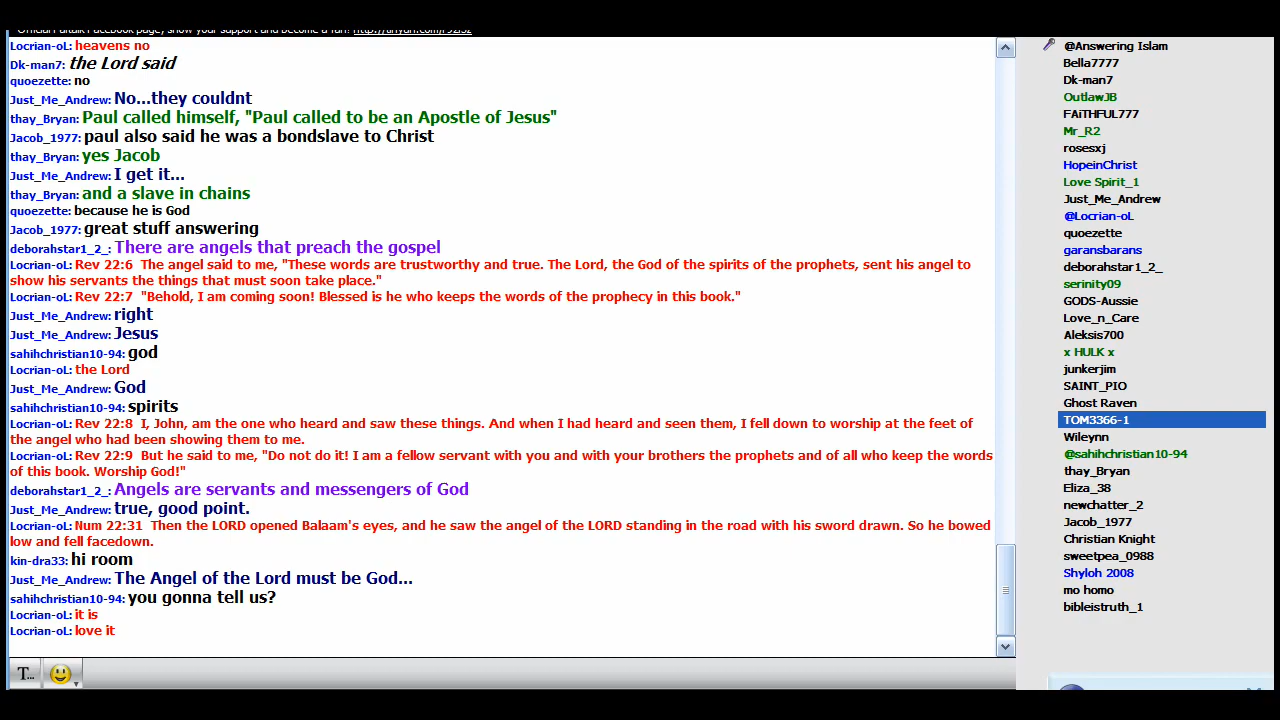 Official Paltalk Facebook page, show your support and become a fan!
Locrian-oL: heavens no
Dk-man7: the Lord said
quoezette: no
Just_Me_Andrew: No...they couldnt
thay_Bryan: Paul called himself, "Paul called to be an Apostle of Jesus"
Jacob_1977: paul also said he was a bondslave to Christ
thay_Bryan: yes Jacob
Just_Me_Andrew: I get it...
thay_Bryan: and a slave in chains
quoezette: because he is God
Jacob_1977: great stuff answering
deborahstar1_2_: There are angels that preach the gospel
Locrian-oL: Rev 22:6 The angel said to me, "These words are trustworthy and true. The Lord, the God of the spirits of the prophets, sent his angel to
show his servants the things that must soon take place."
Locrian-oL: Rev 22:7 "Behold, I am coming soon! Blessed is he who keeps the words of the prophecy in this book."
Just_Me_Andrew: right
Just_Me_Andrew: Jesus
sahihchristian10-94: god
Locrian-oL: the Lord
Just_Me_Andrew: God
sahihchristian10-94: spirits
Locrian-oL: Rev 22:8 I, John, am the one who heard and saw these things. And when I had heard and seen them, I fell down to worship at the feet of
the angel who had been showing them to me.
Locrian-oL: Rev 22:9 But he said to me, "Do not do it! I am a fellow servant with you and with your brothers the prophets and of all who keep the words
of this book. Worship God!"
deborahstar1_2_: Angels are servants and messengers of God
Just_Me_Andrew: true, good point.
Locrian-oL: Num 22:31 Then the LORD opened Balaam's eyes, and he saw the angel of the LORD standing in the road with his sword drawn. So he bowed
low and fell facedown.
kin-dra33: hi room
Just_Me_Andrew: The Angel of the Lord must be God...
sahihchristian10-94: you gonna tell us?
Locrian-oL: it is
Locrian-oL: love it
T...
@Answering Islam
Bella7777
Dk-man7
OutlawJB
FAiTHFUL777
Mr_R2
rosesxj
HopeinChrist
Love Spirit_1
Just_Me_Andrew
@Locrian-oL
quoezette
garansbarans
deborahstar1_2_
serinity09
GODS-Aussie
Love_n_Care
Aleksis700
x HULK x
junkerjim
SAINT_PIO
Ghost Raven
TOM3366-1
Wileynn
@sahihchristian10-94
thay_Bryan
Eliza_38
newchatter_2
Jacob_1977
Christian Knight
sweetpea_0988
Shyloh 2008
mo homo
bibleistruth_1